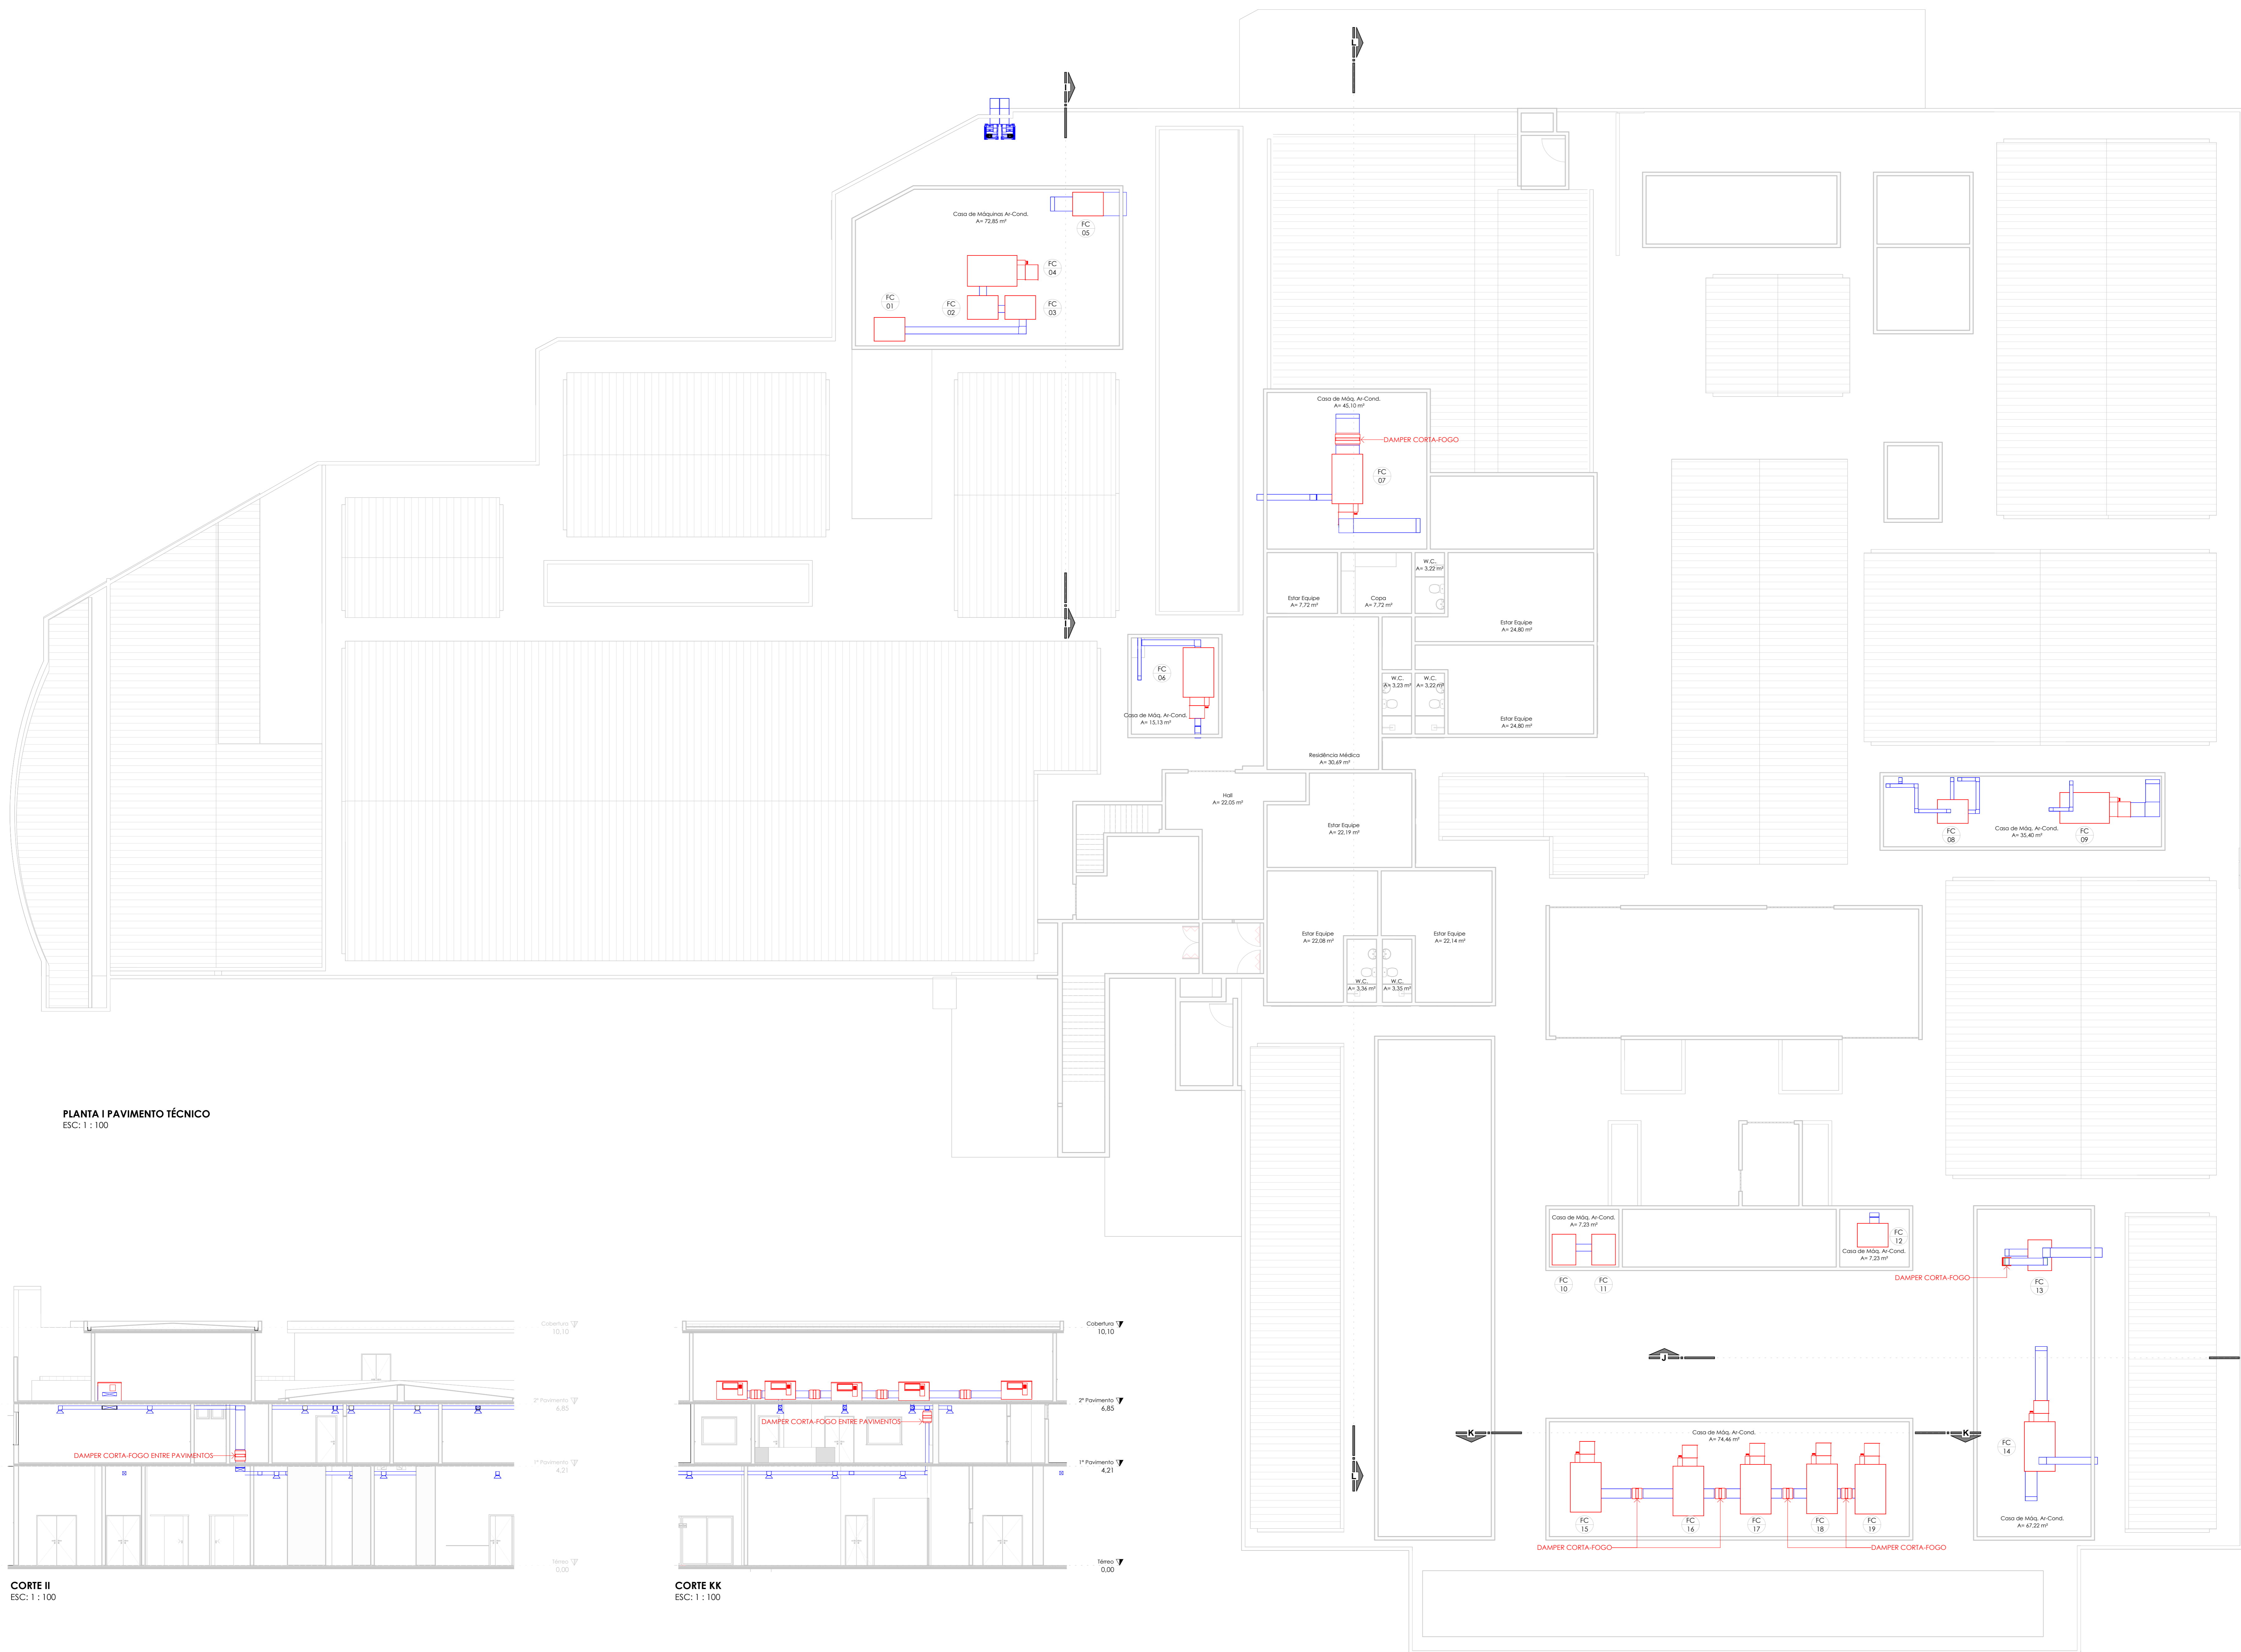 L
I
Casa de Máquinas Ar-Cond.
A= 72,85 m²
FC
05
FC
04
FC
01
FC
02
FC
03
Casa de Máq. Ar-Cond.
A= 45,10 m²
DAMPER CORTA-FOGO
FC
07
W.C.
A= 3,22 m²
Estar Equipe
A= 7,72 m²
Copa
A= 7,72 m²
Estar Equipe
A= 24,80 m²
I
FC
06
Casa de Máq. Ar-Cond.
A= 15,13 m²
W.C.
A= 3,23 m²
W.C.
A= 3,22 m²
Estar Equipe
A= 24,80 m²
Residência Médica
A= 30,69 m²
Hall
A= 22,05 m²
Estar Equipe
A= 22,19 m²
FC
08
Casa de Máq. Ar-Cond.
A= 35,40 m²
FC
09
Estar Equipe
A= 22,08 m²
Estar Equipe
A= 22,14 m²
W.C.
A= 3,36 m²
W.C.
A= 3,35 m²
PLANTA I PAVIMENTO TÉCNICO
ESC: 1 : 100
Casa de Máq. Ar-Cond.
A= 7,23 m²
FC
10
FC
11
FC
12
Casa de Máq. Ar-Cond.
A= 7,23 m²
DAMPER CORTA-FOGO
FC
13
J
K
K
L
Casa de Máq. Ar-Cond.
A= 74,46 m²
FC
14
FC
15
FC
16
FC
17
FC
18
FC
19
Casa de Máq. Ar-Cond.
A= 67,22 m²
DAMPER CORTA-FOGO
DAMPER CORTA-FOGO
Cobertura
10,10
2° Pavimento
6,85
DAMPER CORTA-FOGO ENTRE PAVIMENTOS
1° Pavimento
4,21
Térreo
0,00
CORTE II
ESC: 1 : 100
Cobertura
10,10
2° Pavimento
6,85
DAMPER CORTA-FOGO ENTRE PAVIMENTOS
1° Pavimento
4,21
Térreo
0,00
CORTE KK
ESC: 1 : 100